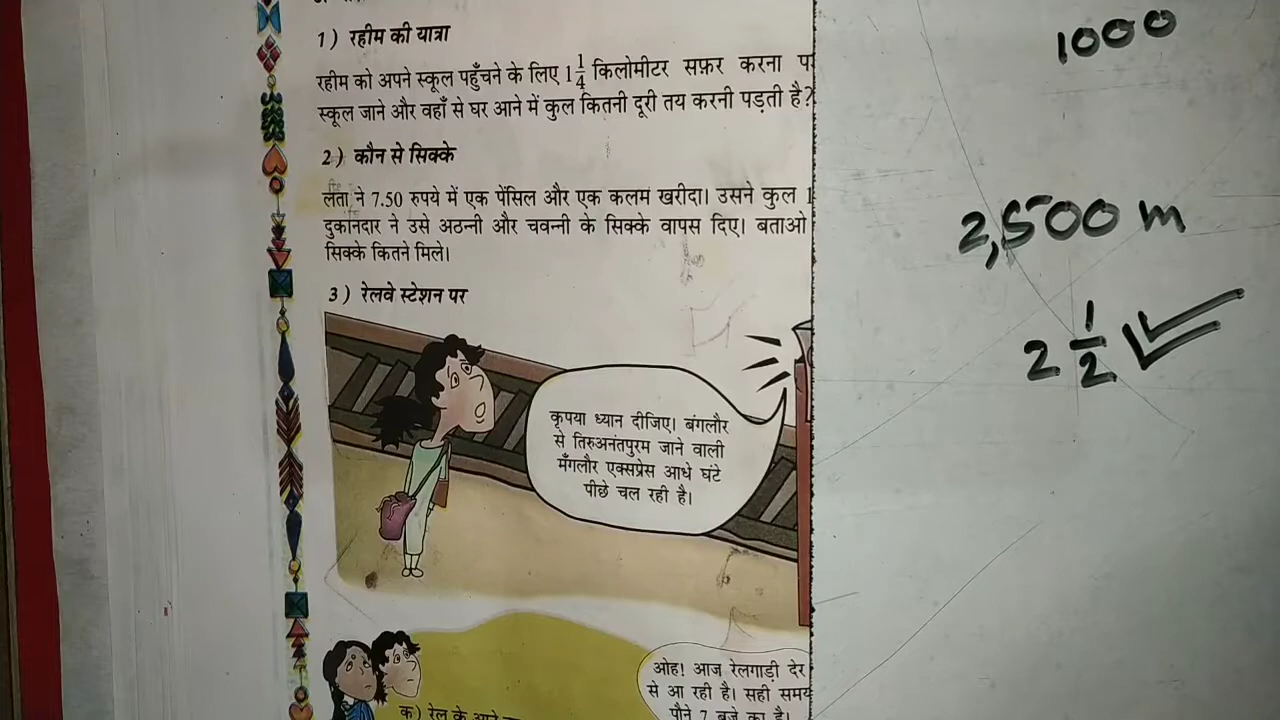 1) रहीम की यात्रा
रहीम को अपने स्कूल पहुँचने के लिए 1 1/4 किलोमीटर सफ़र करना
स्कूल जाने और वहाँ से घर आने में कुल कितनी दूरी तय करनी पड़ती है?
2) कौन से सिक्के
लता ने 7.50 रुपये में एक पेंसिल और एक कलम खरीदा। उसने कुल
दुकानदार ने उसे अठन्नी और चवन्नी के सिक्के वापस दिए। बताओ
सिक्के कितने मिले।
3) रेलवे स्टेशन पर
कृपया ध्यान दीजिए। बंगलौर
से तिरुअनंतपुरम जाने वाली
मँगलौर एक्सप्रेस आधे घंटे
पीछे चल रही है।
ओह! आज रेलगाड़ी देर
से आ रही है। सही समय
पौने 7 बजे का है।
क) रेल के आने
1000
2,500 m
2 1/2